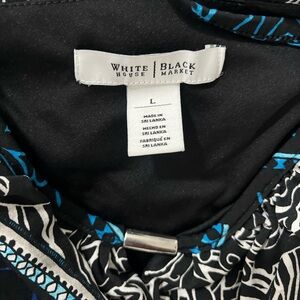 WHITE BLACK
HOUSE MARKET
L
MADE IN
SRI LANKA
HECHO EN
SRI LANKA
FABRIQUÉ EN
SRI LANKA